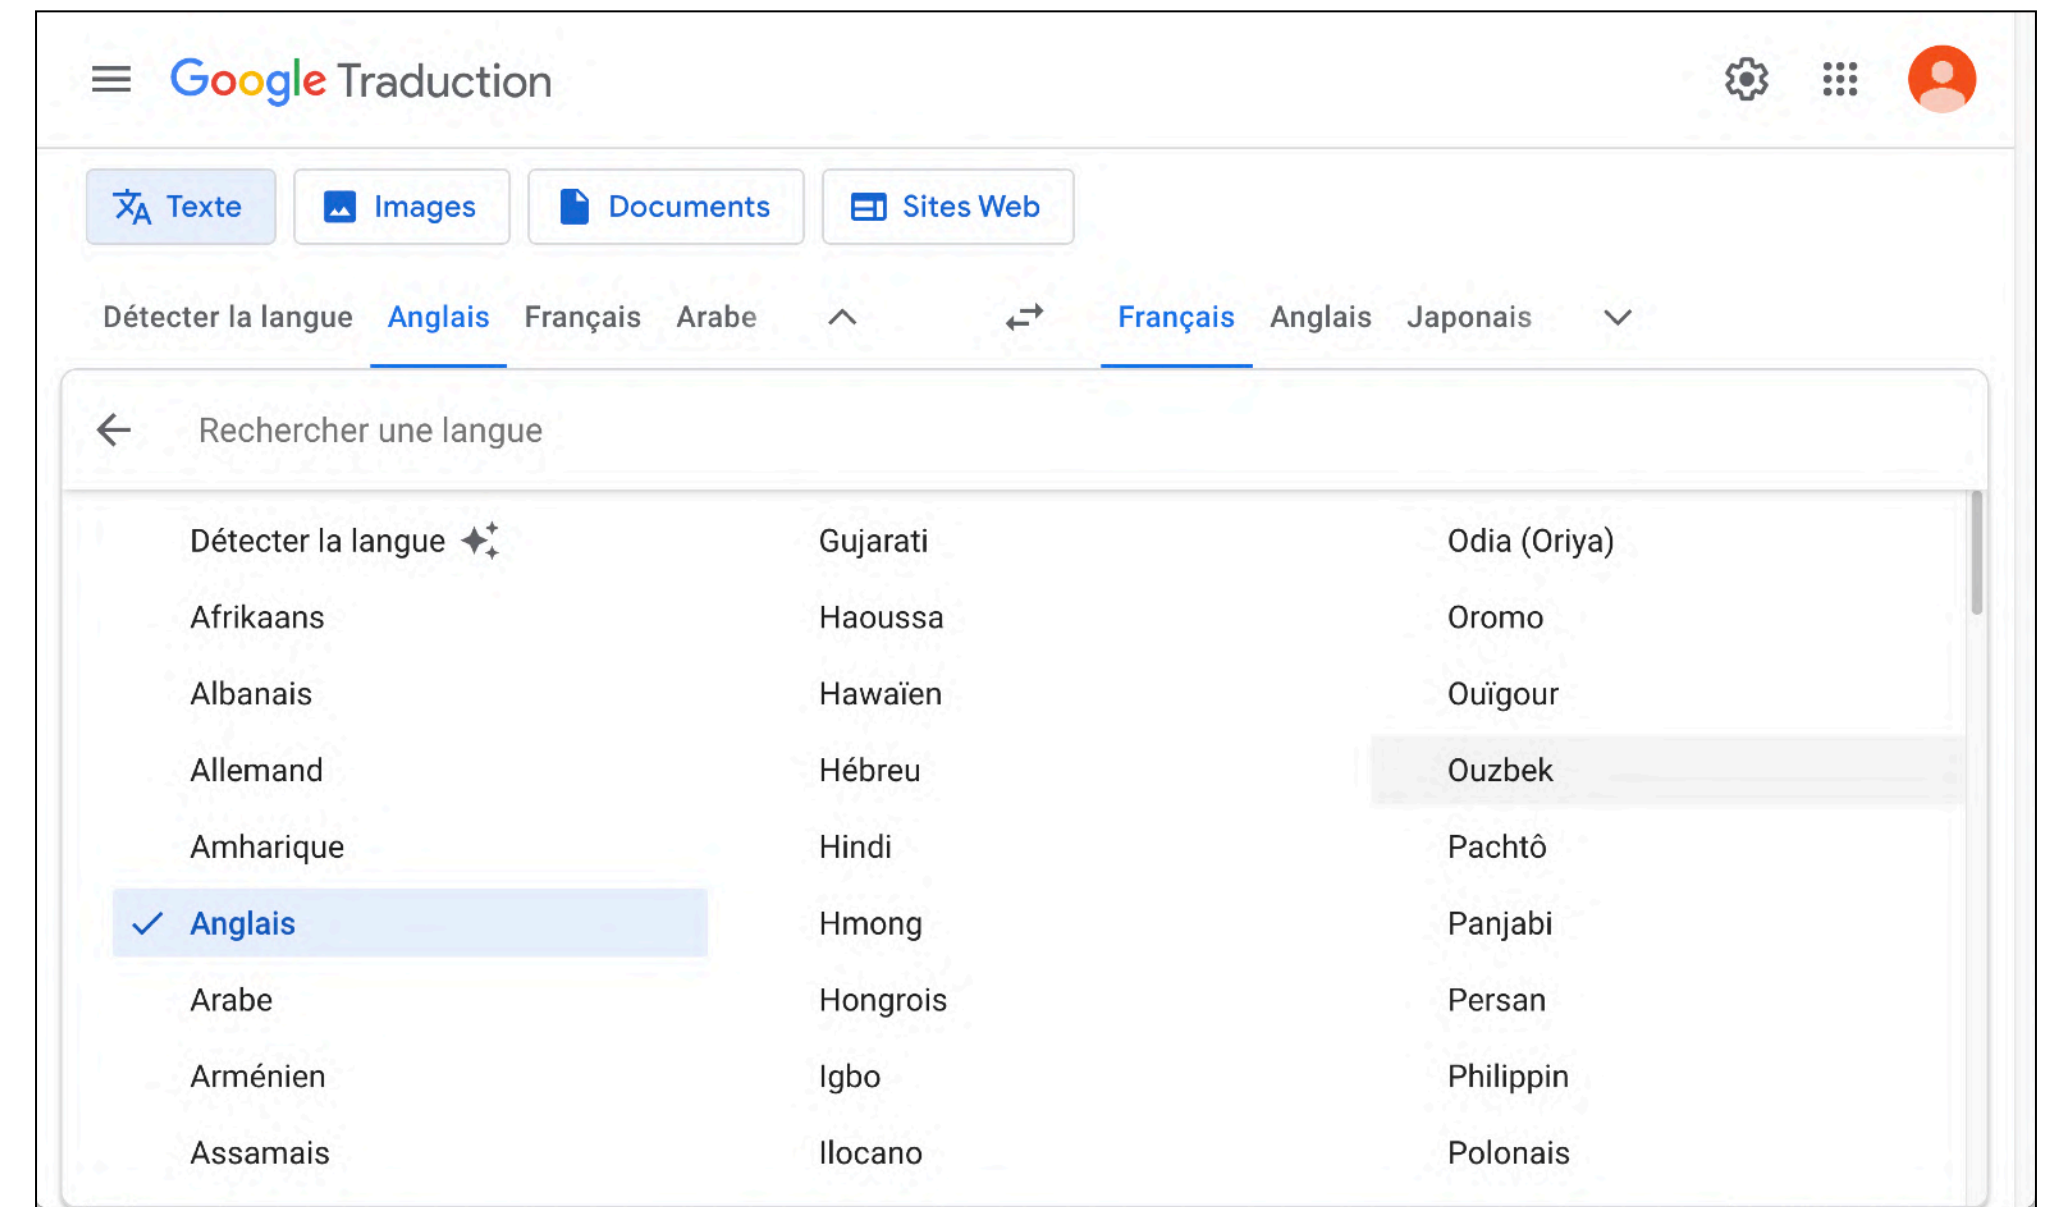 Google Traduction
Texte Images Documents Sites Web
Détecter la langue Anglais Français Arabe Français Anglais Japonais
Rechercher une langue
Détecter la langue Gujarati Odia (Oriya)
Afrikaans Haoussa Oromo
Albanais Hawaïen Ouïgour
Allemand Hébreu Ouzbek
Amharique Hindi Pachtô
Anglais Hmong Panjabi
Arabe Hongrois Persan
Arménien Igbo Philippin
Assamais Ilocano Polonais